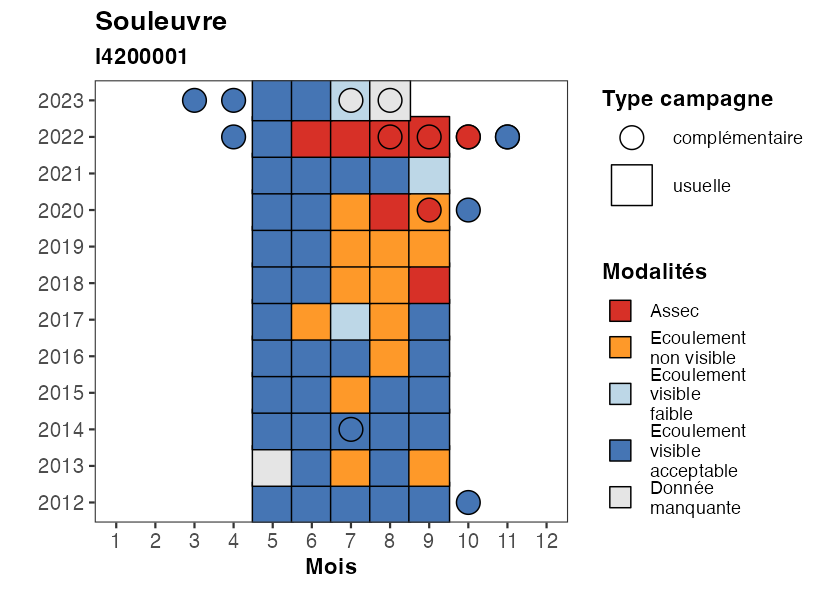 Souleuvre
I4200001
2023
2022
2021
2020
2019
2018
2017
2016
2015
2014
2013
2012
1 2 3 4 5 6 7 8 9 10 11 12
Mois
Type campagne
complémentaire
usuelle
Modalités
Assec
Ecoulement
non visible
Ecoulement
visible
faible
Ecoulement
visible
acceptable
Donnée
manquante